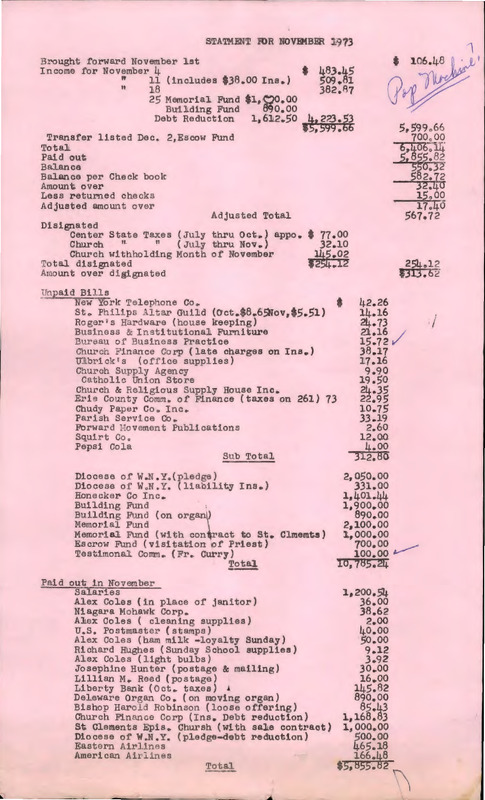 STATMENT FOR NOVEMBER 1973
Brought forward November 1st $ 106.48
Pop Machine?
Income for November 4 $ 483.45
" 11 (includes $38.00 Ins.) 509.81
" 18 382.87
25 Memorial Fund
Building Fund 890.00
Debt Reduction 1,612.50 4,223.53
$5,599.66 5,599.66
Transfer listed Dec. 2,Escow Fund 700.00
Total 6,406.14
Paid out 5,855.82
Balance 550.32
Balance per Check book 582.72
Amount over 32.40
Less returned checks 15.00
Adjusted amount over 17.40
Adjusted Total 567.72
Disignated
Center State Taxes (July thru Oct.) appo. $ 77.00
Church " " (July thru Nov.) 32.10
Church withholding Month of November 145.02
Total disignated $254.12 254.12
Amount over digignated $313.62
Unpaid Bills
New York Telephone Co. $ 42.26
St. Philips Altar Guild (Oct.$8.65Nov,$5.51) 14.16
Roger's Hardware (house keeping) 24.73
Business & Institutional Furniture 21.16
Bureau of Business Practice 15.72
Church Finance Corp (late charges on Ins.) 38.17
Ulbrick's (office supplies) 17.16
Church Supply Agency 9.90
Catholic Union Store 19.50
Church & Religious Supply House Inc. 24.35
Erie County Comm. of Finance (taxes on 261) 73 22.95
Chudy Paper Co. Inc. 10.75
Parish Service Co. 33.19
Forward Movement Publications 2.60
Squirt Co. 12.00
Pepsi Cola 4.00
Sub Total 312.80
Diocese of W.N.Y.(pledge) 2,050.00
Diocese of W.N.Y. (liability Ins.) 331.00
Honecker Co Inc. 1,401.44
Building Fund 1,900.00
Building Fund (on organ) 890.00
Memorial Fund 2,100.00
Memorial Fund (with contract to St. Clments) 1,000.00
Escrow Fund (visitation of Priest) 700.00
Testimonal Comm. (Fr. Curry) 100.00
Total 10,785.24
Paid out in November
Salaries 1,200.54
Alex Coles (in place of janitor) 36.00
Niagara Mohawk Corp. 38.62
Alex Coles ( cleaning supplies) 2.00
U.S. Postmaster (stamps) 40.00
Alex Coles (ham milk -loyalty Sunday) 50.00
Richard Hughes (Sunday School supplies) 9.12
Alex Coles (light bulbs) 3.92
Josephine Hunter (postage & mailing) 30.00
Lillian M. Reed (postage) 16.00
Liberty Bank (Oct. taxes) 145.82
Deleware Organ Co. (on moving organ) 890.00
Bishop Harold Robinson (loose offering) 85.43
Church Finance Corp (Ins. Debt reduction) 1,168.83
St Clements Epis. Chursh (with sale contract) 1,000.00
Diocese of W.N.Y. (pledge-debt reduction) 500.00
Eastern Airlines 465.18
American Airlines 166.48
Total $5,855.82